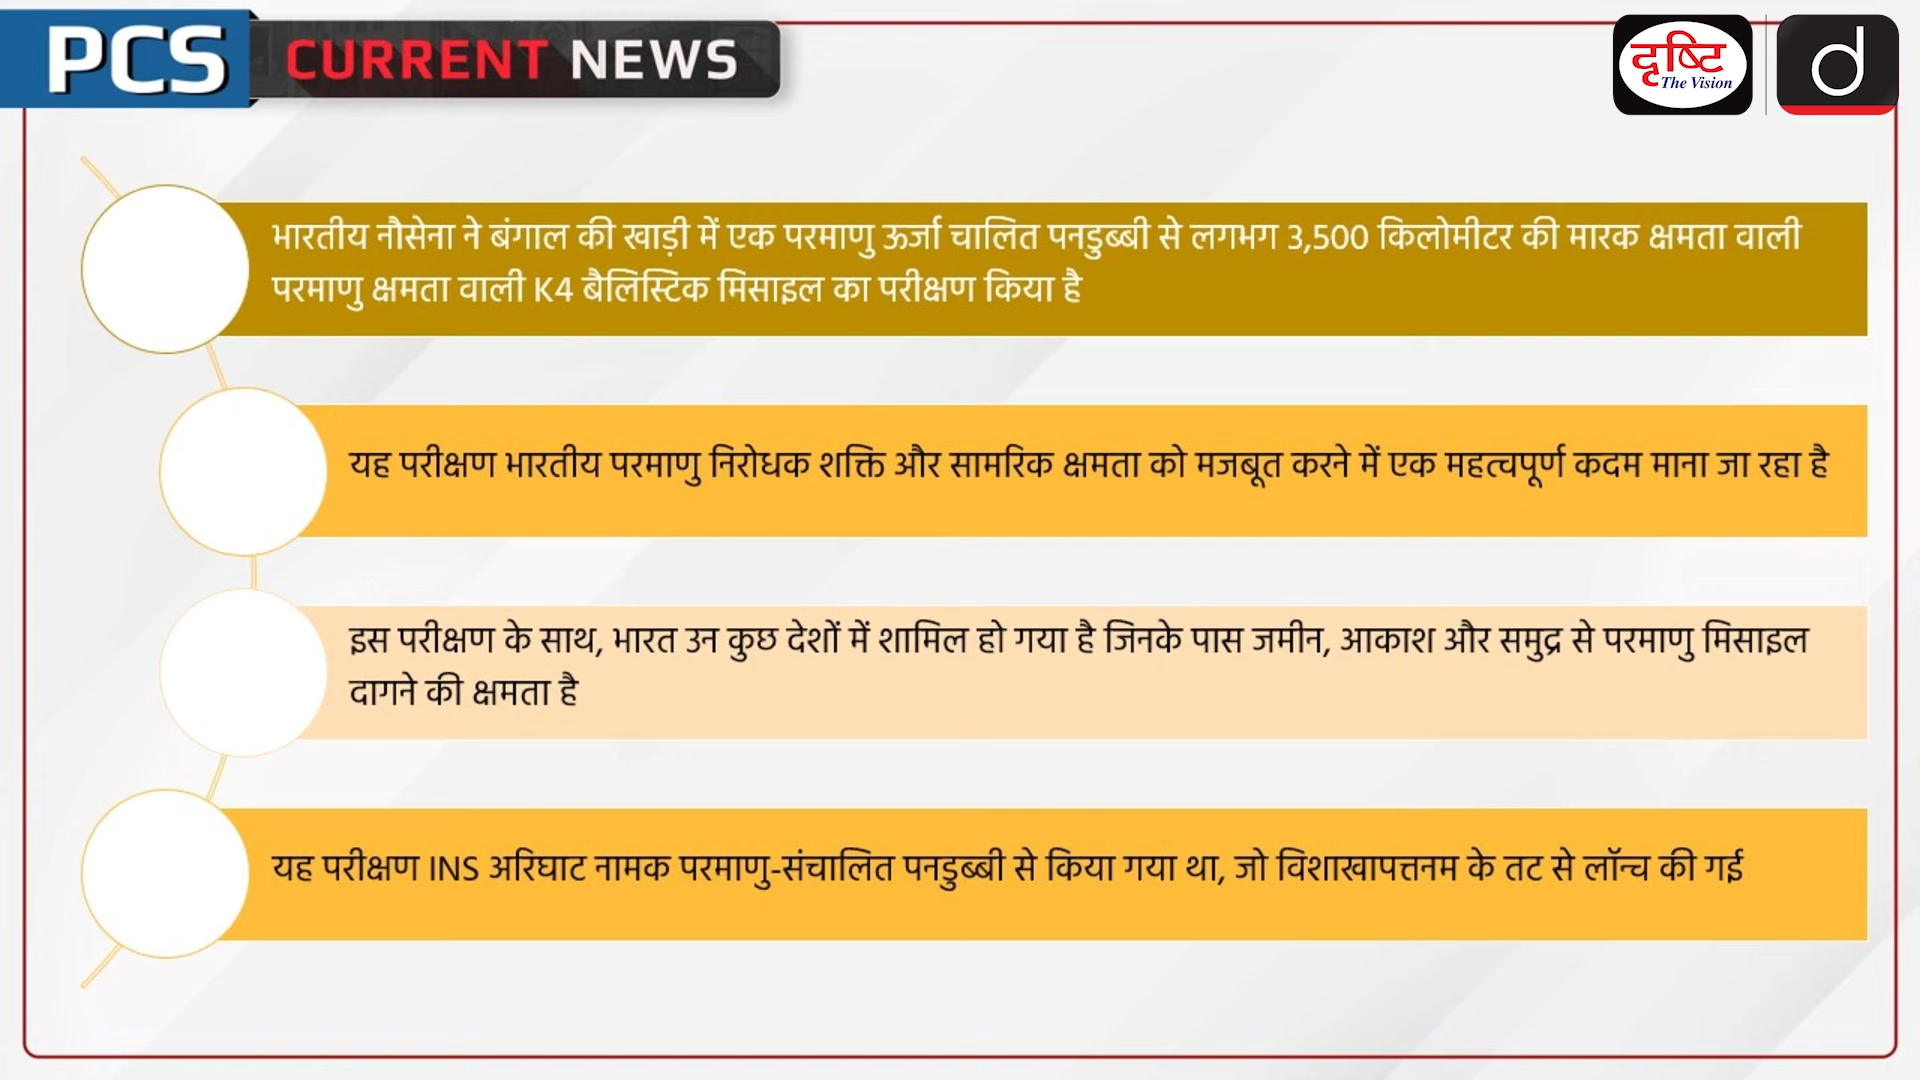 PCS CURRENT NEWS
दृष्टि
The Vision
d
भारतीय नौसेना ने बंगाल की खाड़ी में एक परमाणु ऊर्जा चालित पनडुब्बी से लगभग 3,500 किलोमीटर की मारक क्षमता वाली
परमाणु क्षमता वाली K4 बैलिस्टिक मिसाइल का परीक्षण किया है
यह परीक्षण भारतीय परमाणु निरोधक शक्ति और सामरिक क्षमता को मजबूत करने में एक महत्वपूर्ण कदम माना जा रहा है
इस परीक्षण के साथ, भारत उन कुछ देशों में शामिल हो गया है जिनके पास जमीन, आकाश और समुद्र से परमाणु मिसाइल
दागने की क्षमता है
यह परीक्षण INS अरिघाट नामक परमाणु-संचालित पनडुब्बी से किया गया था, जो विशाखापत्तनम के तट से लॉन्च की गई